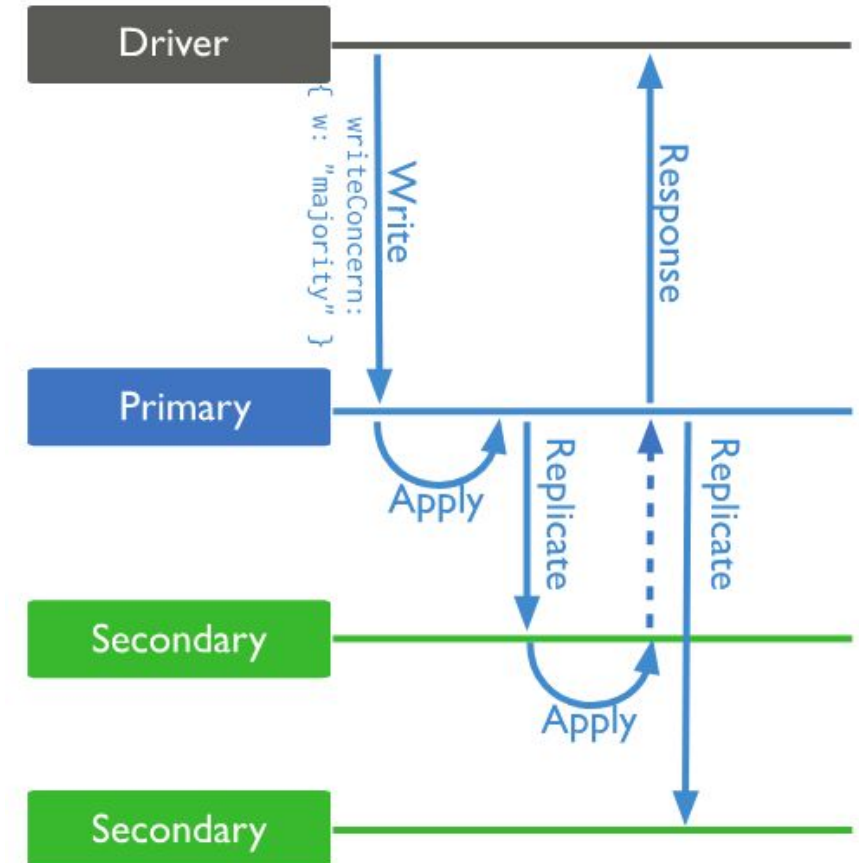 Driver
writeConcern:
{ w: "majority" }
Write
Response
Primary
Apply
Replicate
Replicate
Secondary
Apply
Secondary